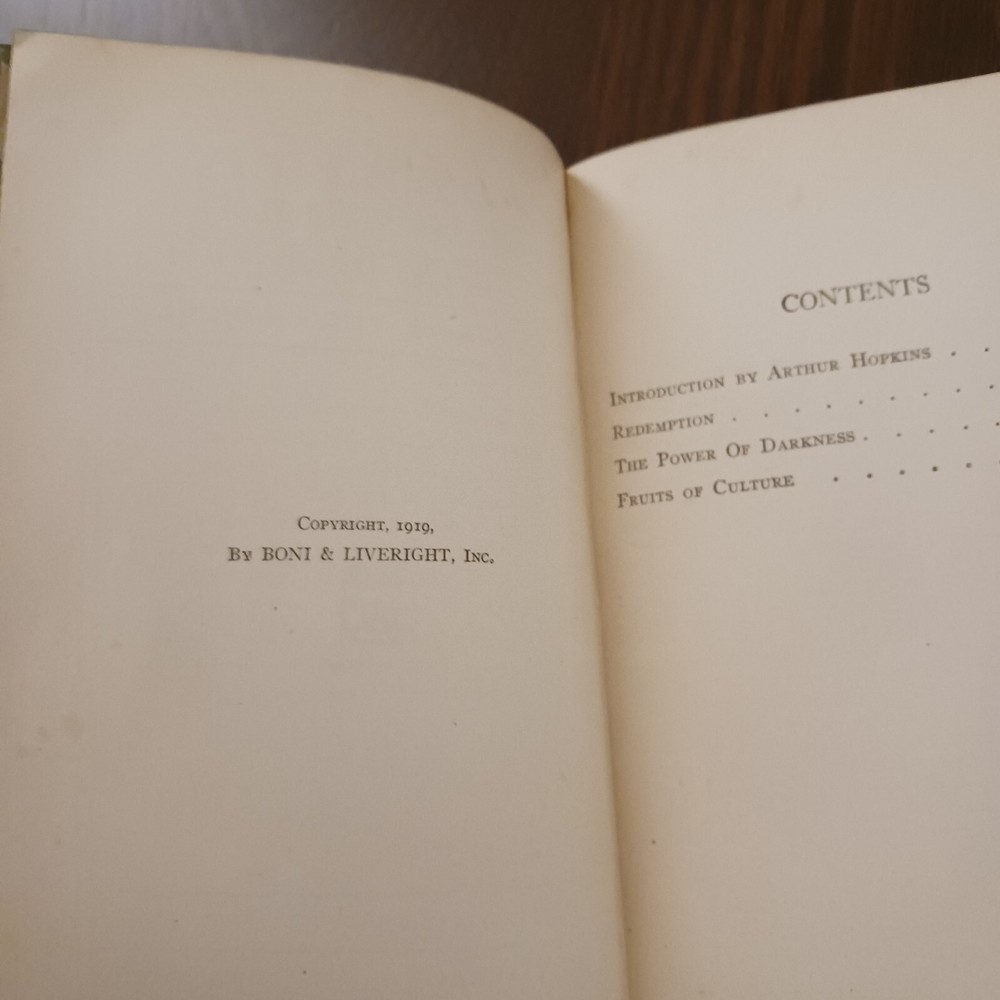 COPYRIGHT, 1919,
BY BONI & LIVERIGHT, INC.
CONTENTS
INTRODUCTION BY ARTHUR HOPKINS . .
REDEMPTION . . . . . . . . .
THE POWER OF DARKNESS . . . . .
FRUITS OF CULTURE . . . . . .